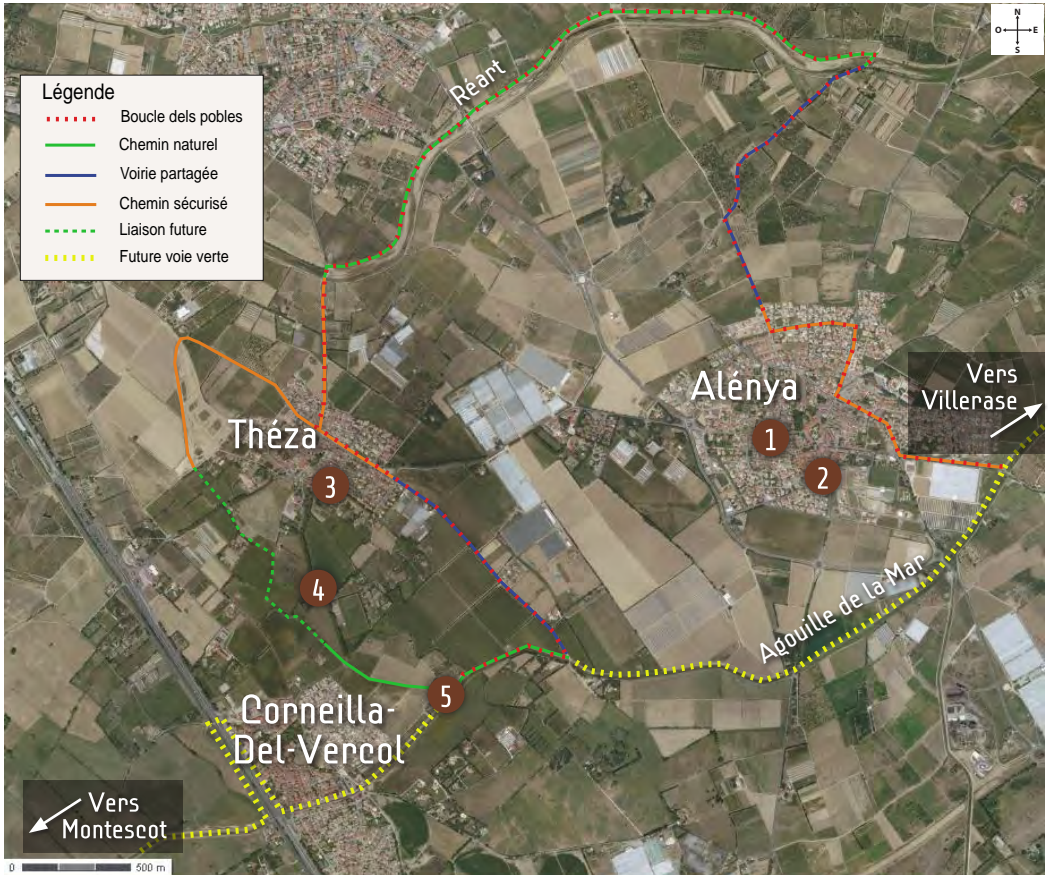 N
O E
S
Légende
Boucle dels pobles
Chemin naturel
Voirie partagée
Chemin sécurisé
Liaison future
Future voie verte
Réart
Vers
Villerase
Alénya
1
2
Théza
3
4
Agouille de la Mar
5
Corneilla-
Del-Vercol
Vers
Montescot
0 500 m